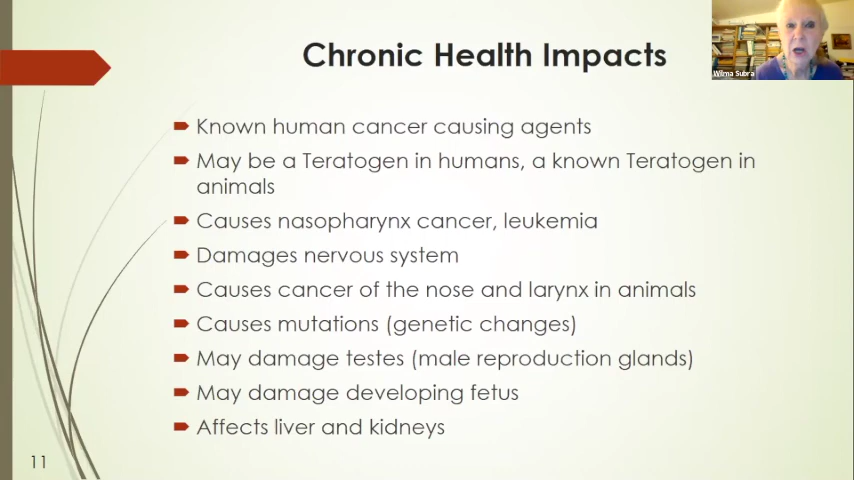 Chronic Health Impacts
Wilma Subra
Known human cancer causing agents
May be a Teratogen in humans, a known Teratogen in
animals
Causes nasopharynx cancer, leukemia
Damages nervous system
Causes cancer of the nose and larynx in animals
Causes mutations (genetic changes)
May damage testes (male reproduction glands)
May damage developing fetus
Affects liver and kidneys
11